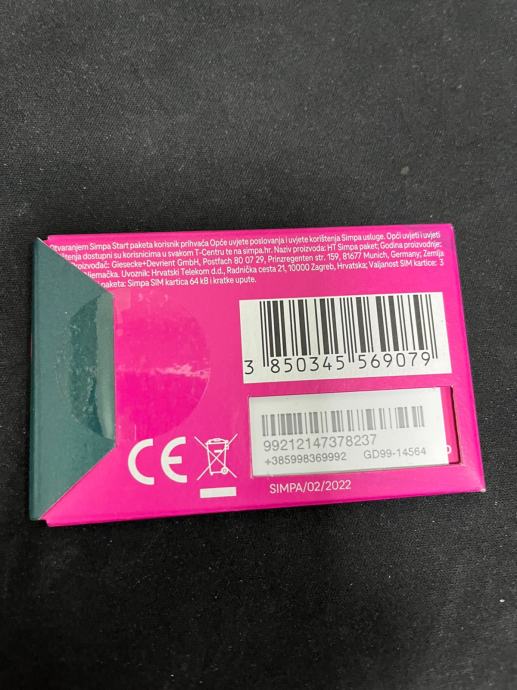 Otvaranjem Simpa Start paketa korisnik prihvaća Opće uvjete poslovanja i uvjete korištenja Simpa usluge. Opći uvjeti i uvjeti
dostupni su korisnicima u svakom T-Centru te na simpa.hr. Naziv proizvoda: HT Simpa paket; Godina proizvodnje:
Proizvođač: Giesecke+Devrient GmbH, Postfach 80 07 29, Prinzregenten str. 159, 81677 Munich, Germany; Zemlja
Uvoznik: Hrvatski Telekom d.d., Radnička cesta 21, 10000 Zagreb, Hrvatska; Valjanost SIM kartice: 3
paketa: Simpa SIM kartica 64 kB i kratke upute.
3 850345 569079
99212147378237
+385998369992 GD99-14564
CE
SIMPA/02/2022